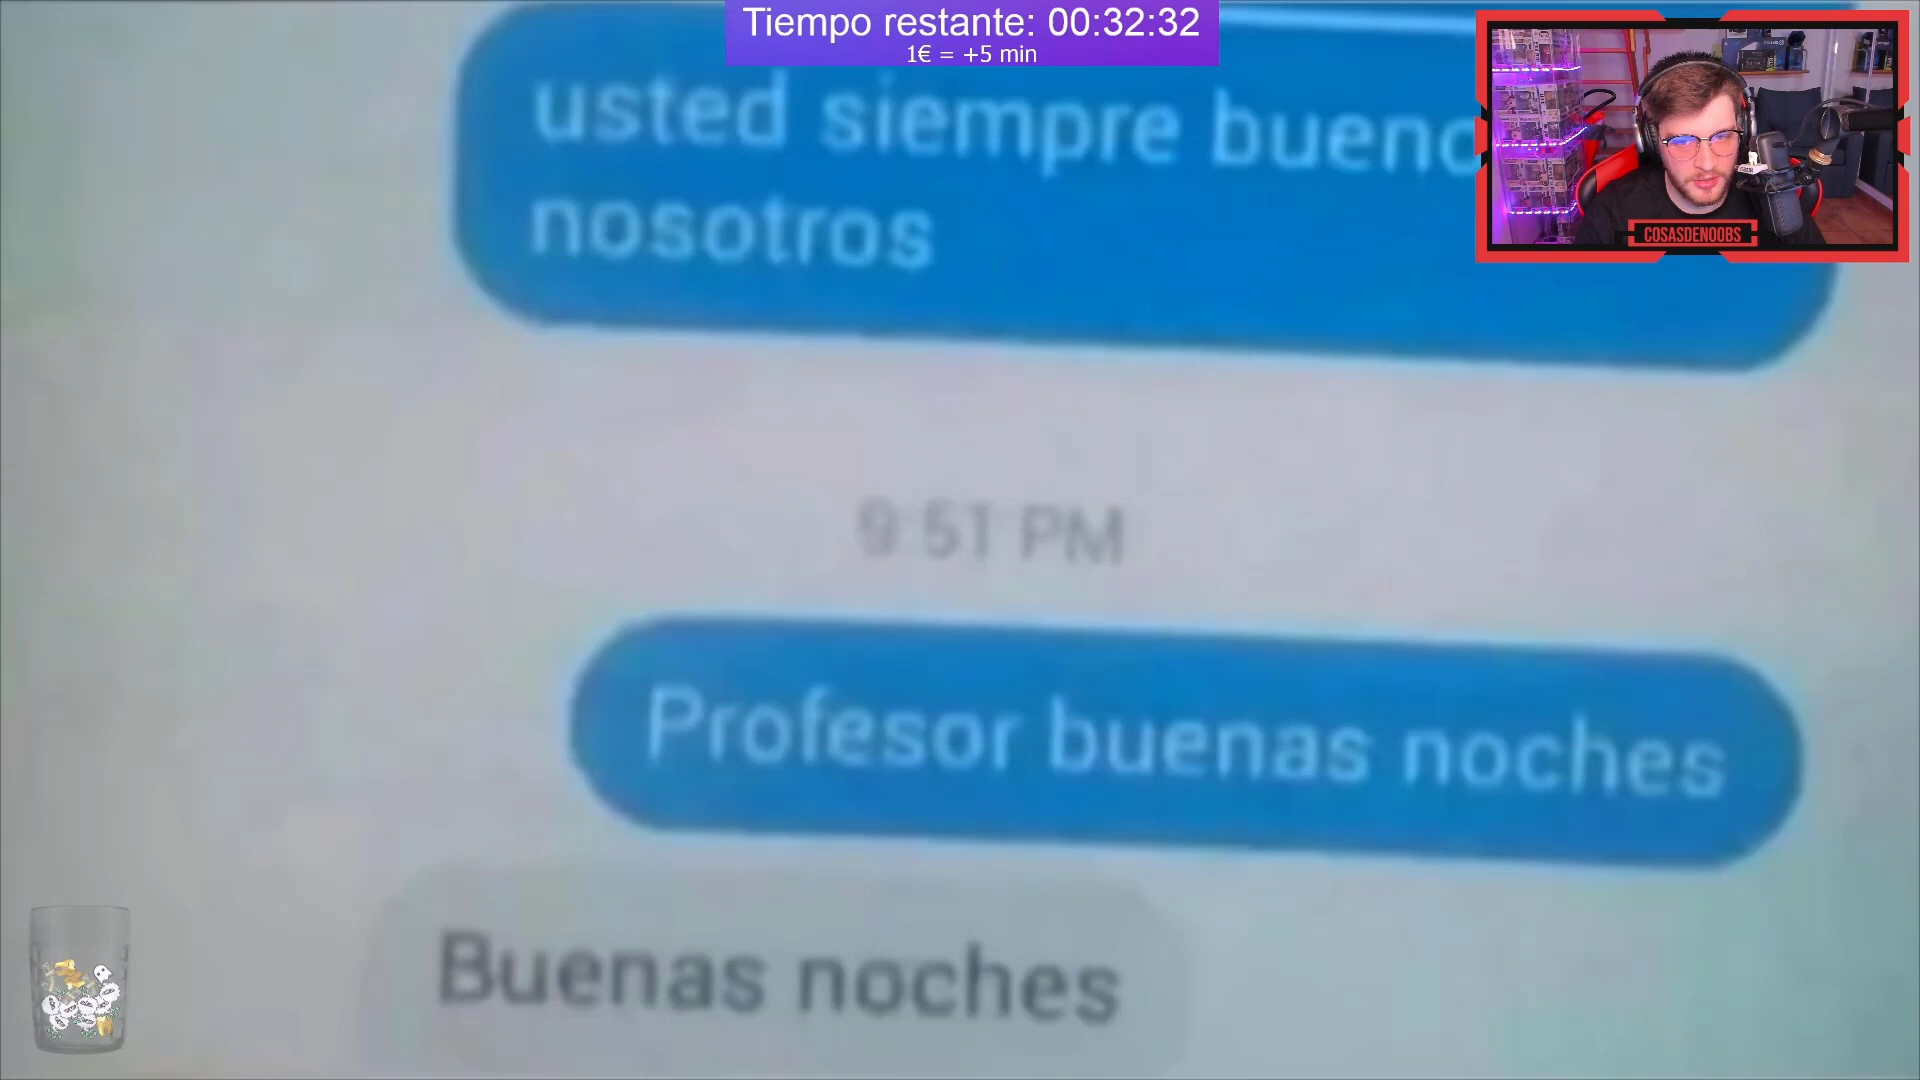 Tiempo restante: 00:32:32
1€ = +5 min
usted siempre
nosotros
COSASDENOOBS
9:51 PM
Profesor buenas noches
Buenas noches